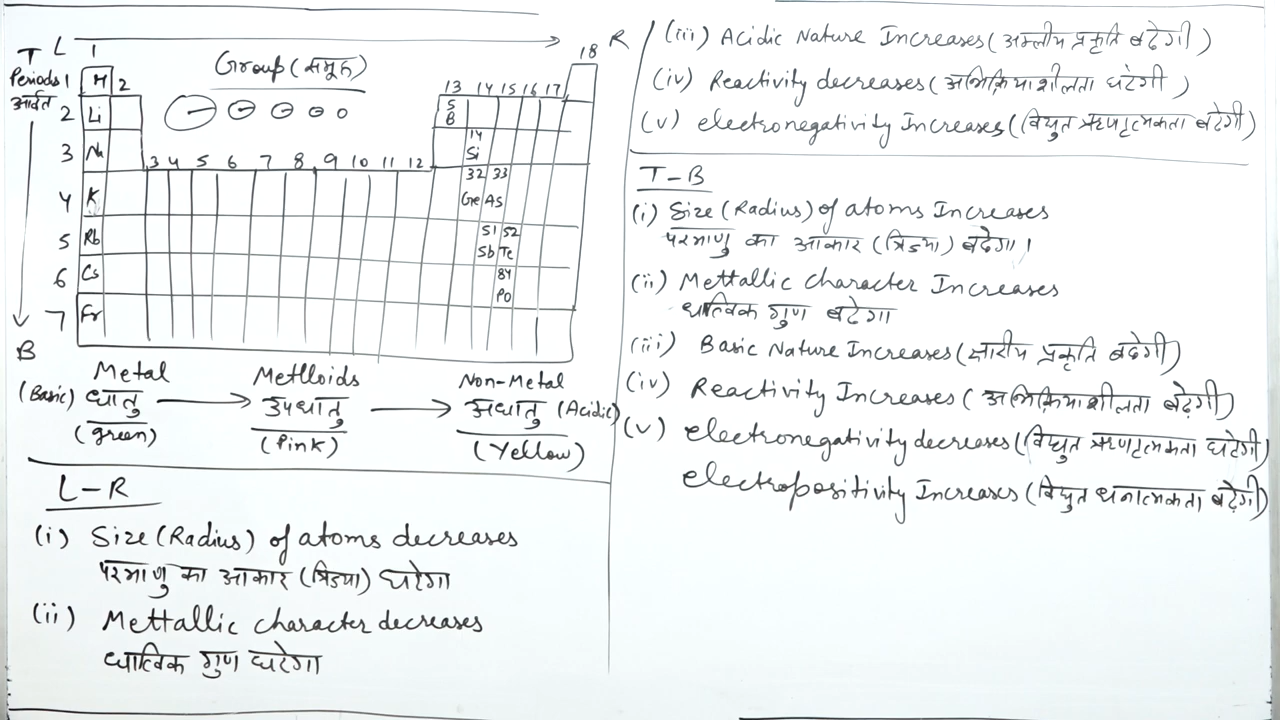 L 1 18 R
T
Periods 1 H 2 Group (समूह) 13 14 15 16 17
आर्वत 2 Li 5 B
3 Na 3 4 5 6 7 8 9 10 11 12 14 Si
4 K 32 Ge 33 As
5 Rb 51 Sb 52 Te
6 Cs 84 Po
7 Fr
B
Metal Metlloids Non-Metal
(Basic) धातु उपधातु अधातु (Acidic)
(green) (Pink) (Yellow)
L-R
(i) Size (Radius) of atoms decreases
परमाणु का आकार (त्रिज्या) घटेगा
(ii) Mettallic character decreases
धात्विक गुण घटेगा
(iii) Acidic Nature Increases (अम्लीय प्रकृति बढ़ेगी)
(iv) Reactivity decreases (अभिक्रियाशीलता घटेगी)
(v) electronegativity Increases (विद्युत ऋणात्मकता बढ़ेगी)
T-B
(i) Size (Radius) of atoms Increases
परमाणु का आकार (त्रिज्या) बढ़ेगा।
(ii) Mettallic character Increases
धात्विक गुण बढ़ेगा
(iii) Basic Nature Increases (क्षारीय प्रकृति बढ़ेगी)
(iv) Reactivity Increases (अभिक्रियाशीलता बढ़ेगी)
(v) electronegativity decreases (विद्युत ऋणात्मकता घटेगी)
electropositivity Increases (विद्युत धनात्मकता बढ़ेगी)